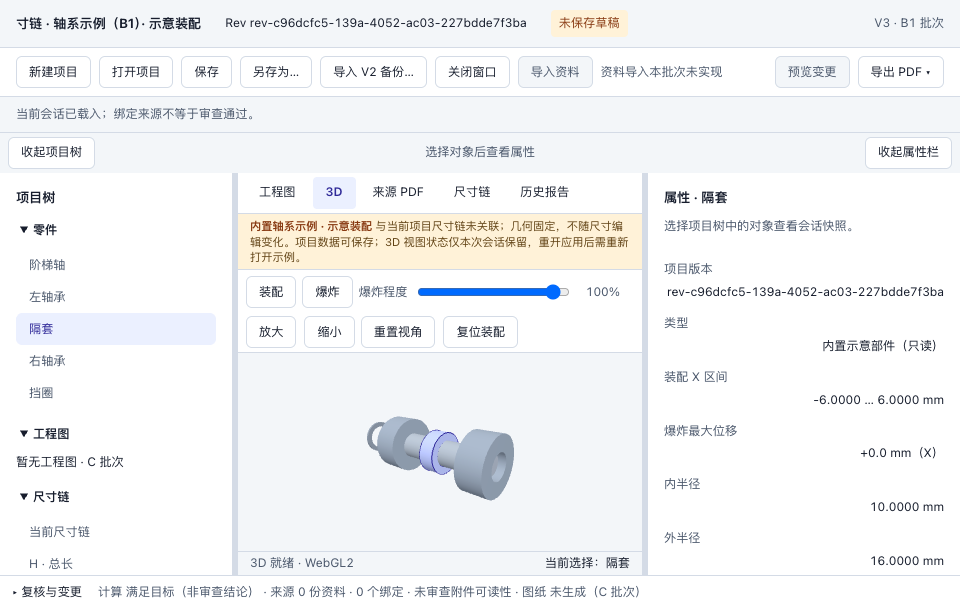 寸链 · 轴系示例（B1）· 示意装配 Rev rev-c96dcfc5-139a-4052-ac03-227bdde7f3ba 未保存草稿 V3 · B1 批次
新建项目 打开项目 保存 另存为… 导入 V2 备份… 关闭窗口 导入资料 资料导入本批次未实现 预览变更 导出 PDF ▾
当前会话已载入；绑定来源不等于审查通过。
收起项目树 选择对象后查看属性 收起属性栏
项目树
▼ 零件
阶梯轴
左轴承
隔套
右轴承
挡圈
▼ 工程图
暂无工程图 · C 批次
▼ 尺寸链
当前尺寸链
H · 总长
工程图 3D 来源 PDF 尺寸链 历史报告
内置轴系示例 · 示意装配 与当前项目尺寸链未关联；几何固定，不随尺寸编
辑变化。项目数据可保存；3D 视图状态仅本次会话保留，重开应用后需重新
打开示例。
装配 爆炸 爆炸程度 100%
放大 缩小 重置视角 复位装配
3D 就绪 · WebGL2 当前选择：隔套
属性 · 隔套
选择项目树中的对象查看会话快照。
项目版本
rev-c96dcfc5-139a-4052-ac03-227bdde7f3ba
类型
内置示意部件（只读）
装配 X 区间
-6.0000 … 6.0000 mm
爆炸最大位移
+0.0 mm（X）
内半径
10.0000 mm
外半径
16.0000 mm
▸ 复核与变更 计算 满足目标（非审查结论） · 来源 0 份资料 · 0 个绑定 · 未审查附件可读性 · 图纸 未生成（C 批次）